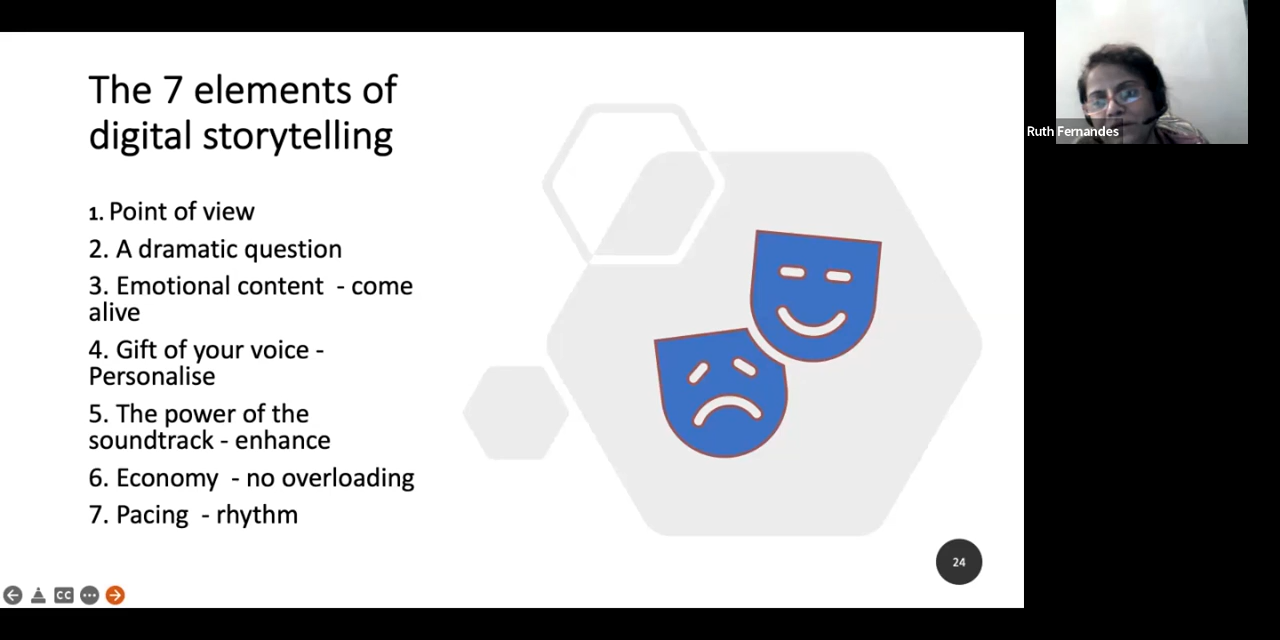 The 7 elements of
digital storytelling
1. Point of view
2. A dramatic question
3. Emotional content  - come
alive
4. Gift of your voice -
Personalise
5. The power of the
soundtrack - enhance
6. Economy  - no overloading
7. Pacing  - rhythm
24
CC
Ruth Fernandes